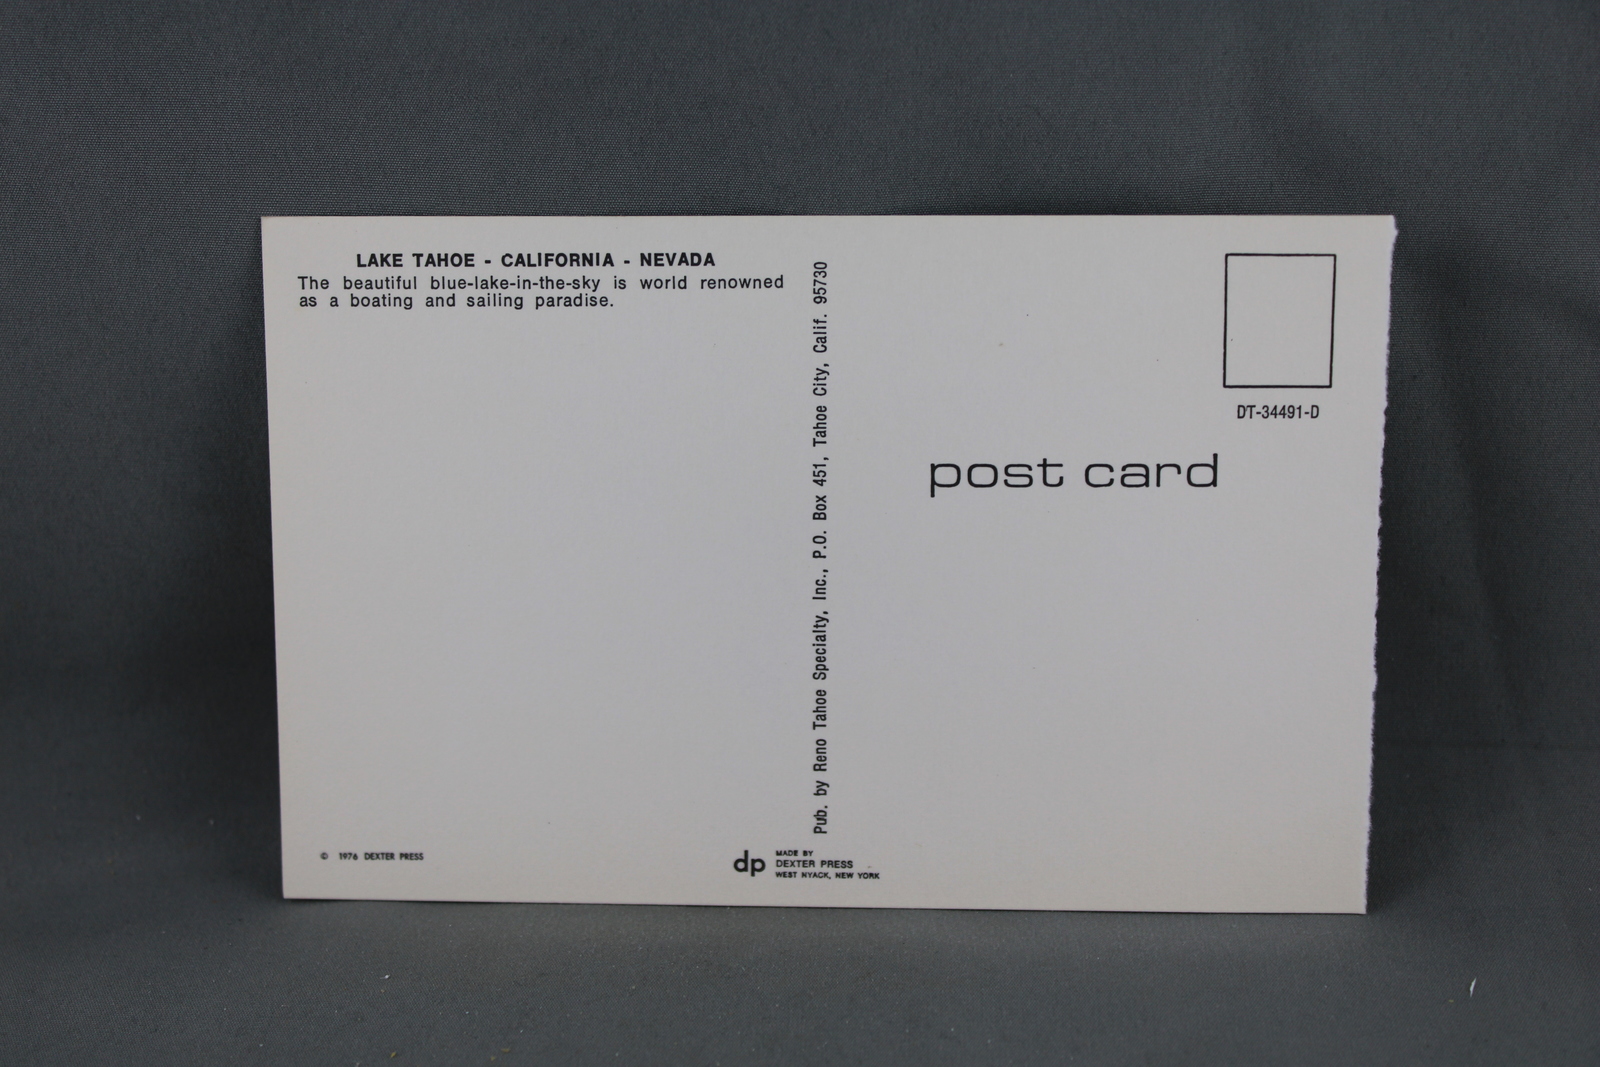 LAKE TAHOE - CALIFORNIA - NEVADA
The beautiful blue-lake-in-the-sky is world renowned
as a boating and sailing paradise.
Pub. by Reno Tahoe Specialty, Inc., P.O. Box 451, Tahoe City, Calif. 95730
DT-34491-D
post card
© 1976 DEXTER PRESS
dp
MADE BY
DEXTER PRESS
WEST NYACK, NEW YORK